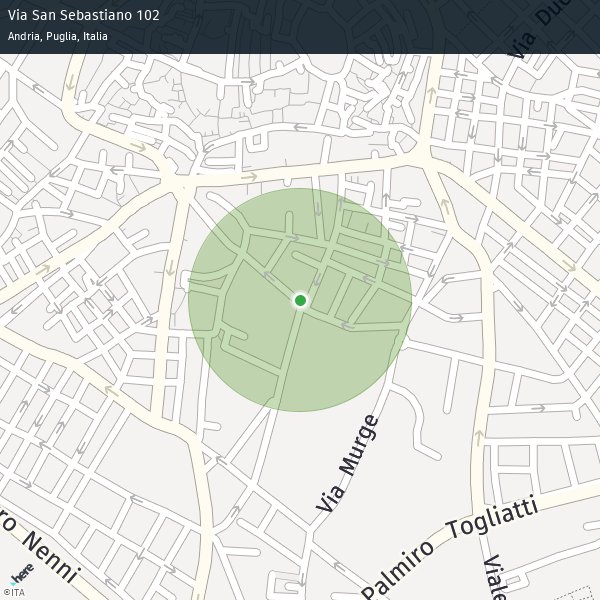 Via San Sebastiano 102
Andria, Puglia, Italia
Via Duc
Via Murge
Palmiro Togliatti
ro Nenni
Viale
here
©ITA